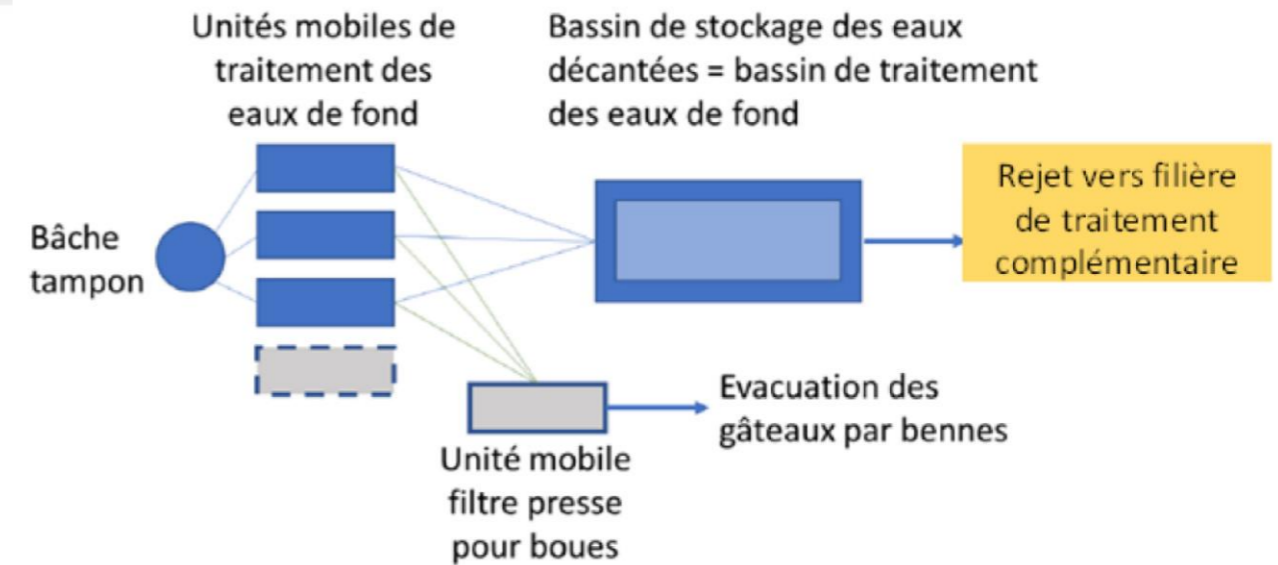 Unités mobiles de
traitement des
eaux de fond
Bassin de stockage des eaux
décantées = bassin de traitement
des eaux de fond
Bâche
tampon
Rejet vers filière
de traitement
complémentaire
Evacuation des
gâteaux par bennes
Unité mobile
filtre presse
pour boues